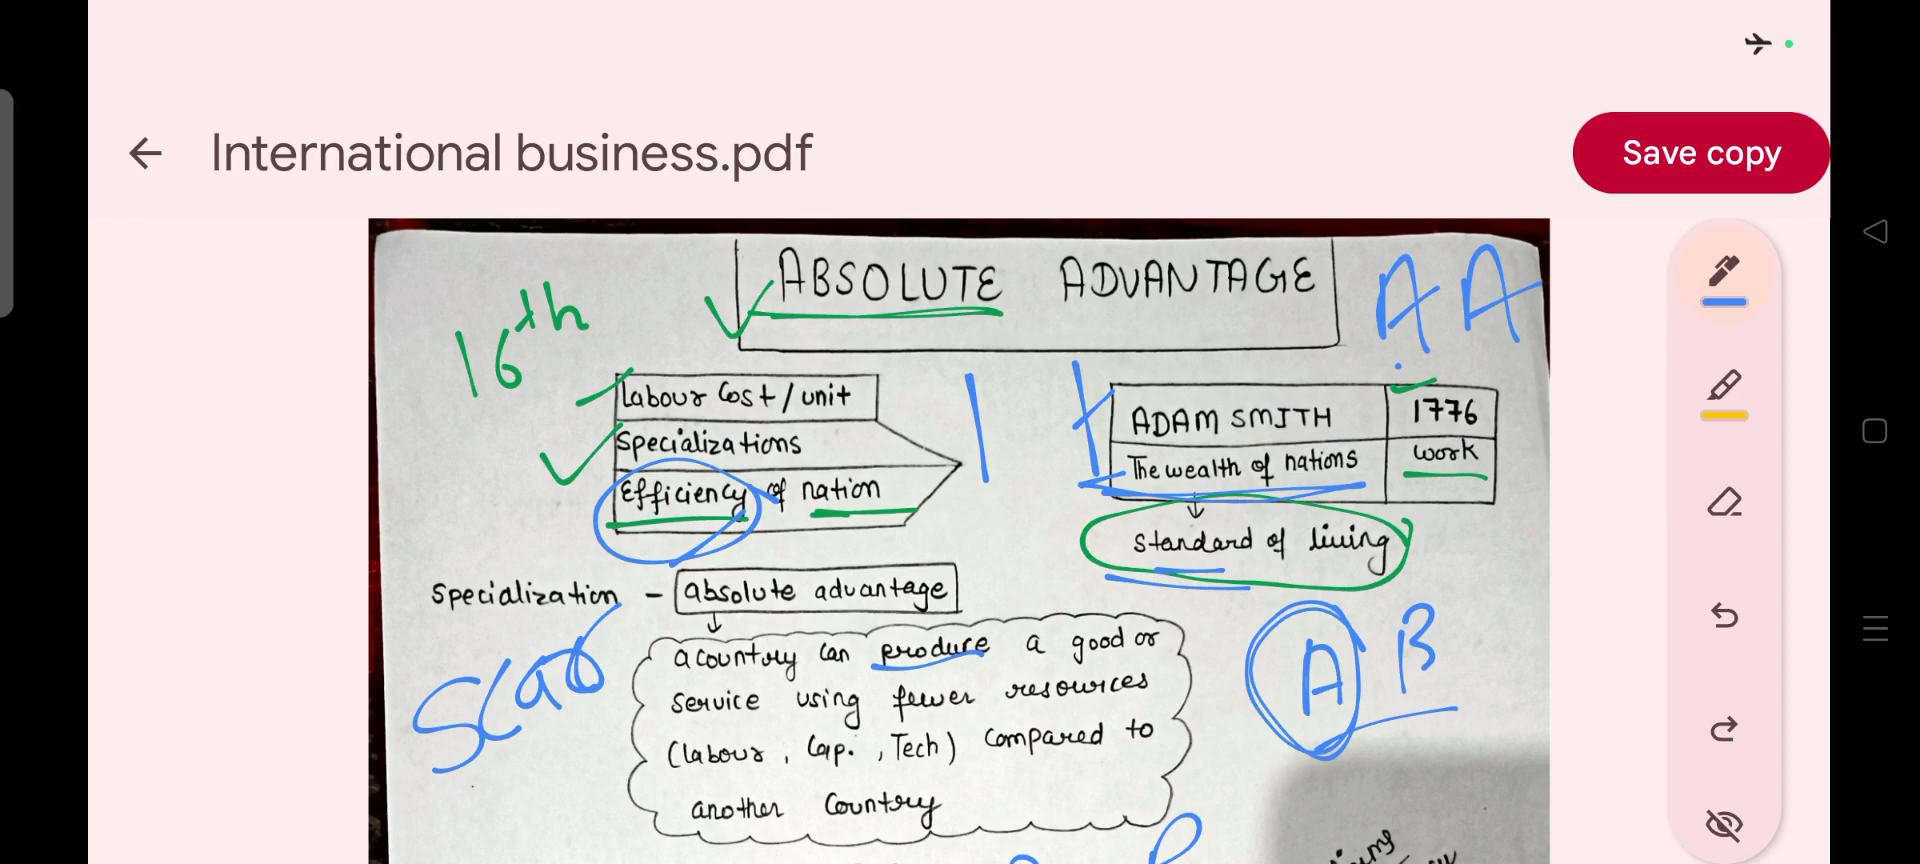 International business.pdf
Save copy
ABSOLUTE ADVANTAGE
A A
16th
Labour Cost/unit
Specializations
Efficiency of nation
ADAM SMITH 1776
The wealth of nations work
↓
standard of living
Specialization - absolute advantage
↓
a country can produre a good or
service using fewer resources
(labour, Cap., Tech) Compared to
another Country
A B